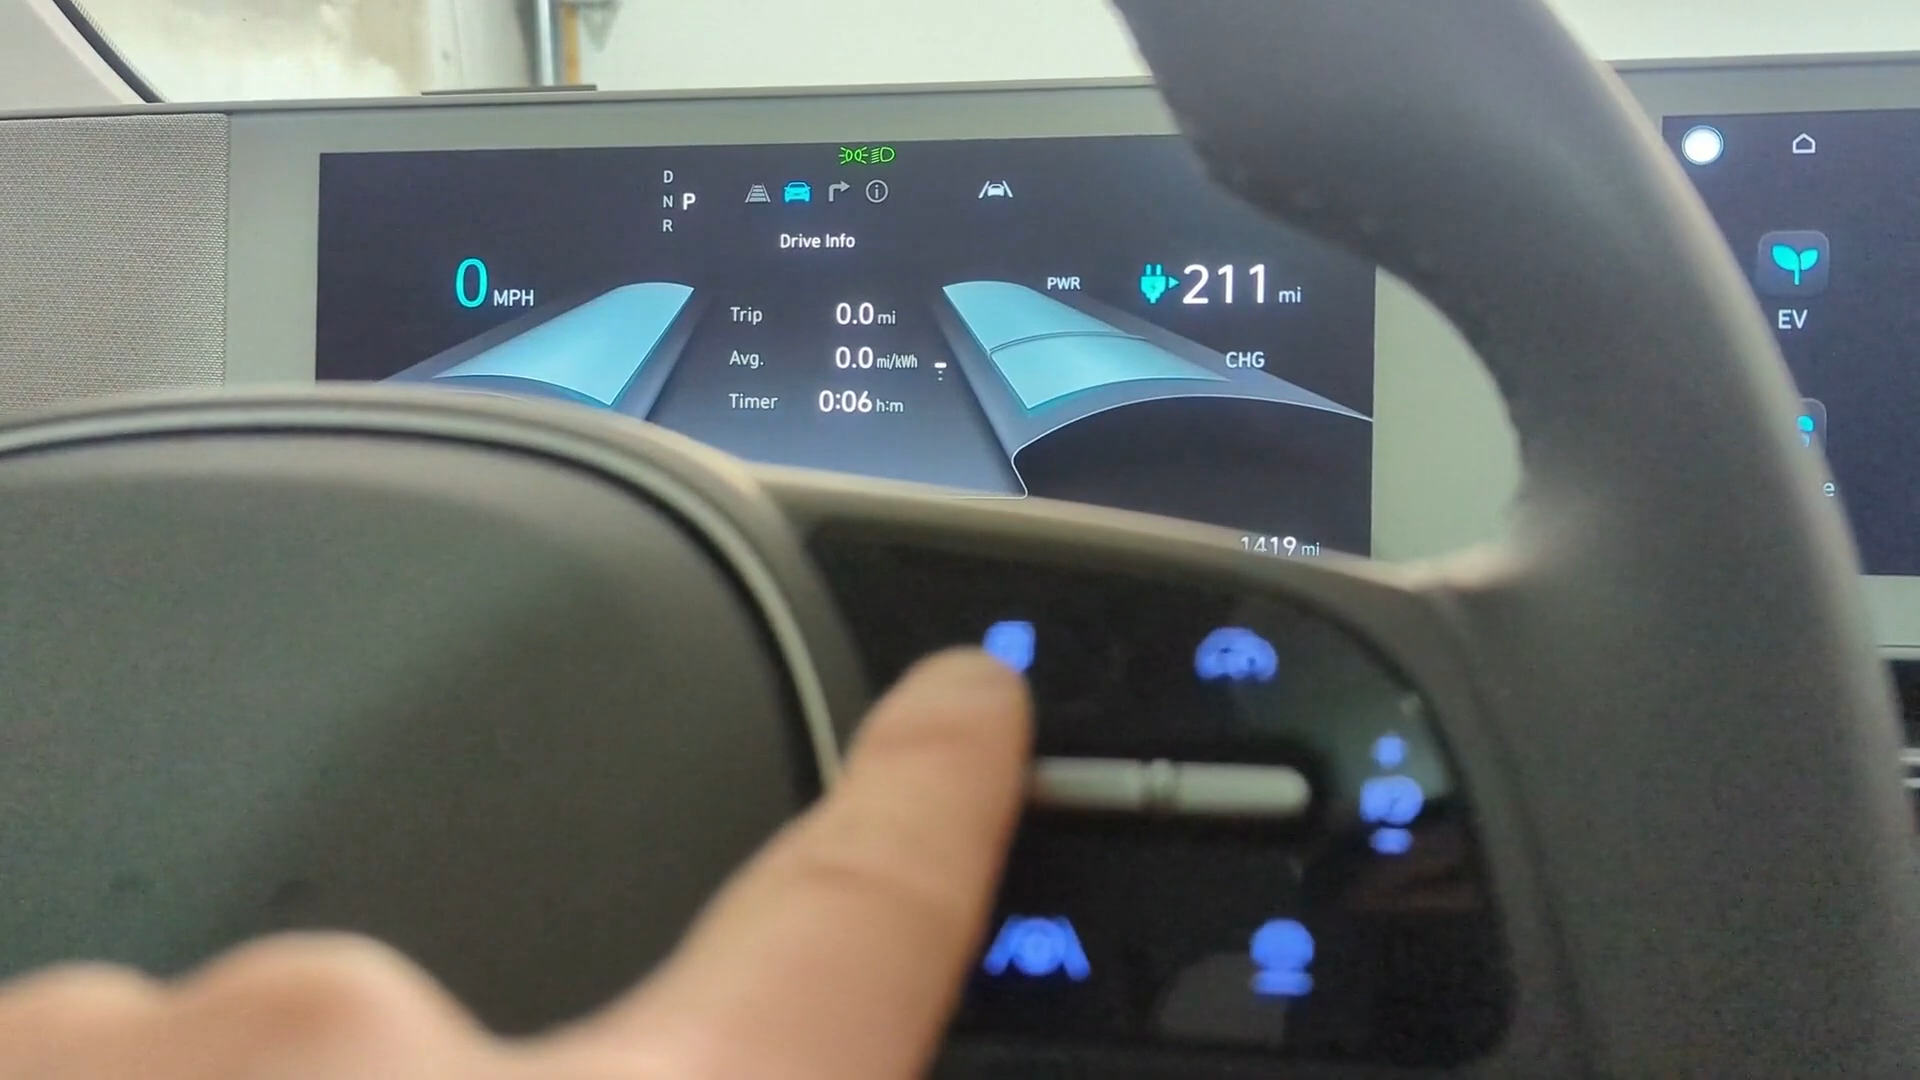 D
N P
R
Drive Info
0 MPH
Trip 0.0 mi
Avg. 0.0 mi/kWh
Timer 0:06 h:m
PWR
211 mi
CHG
1419 mi
EV
e